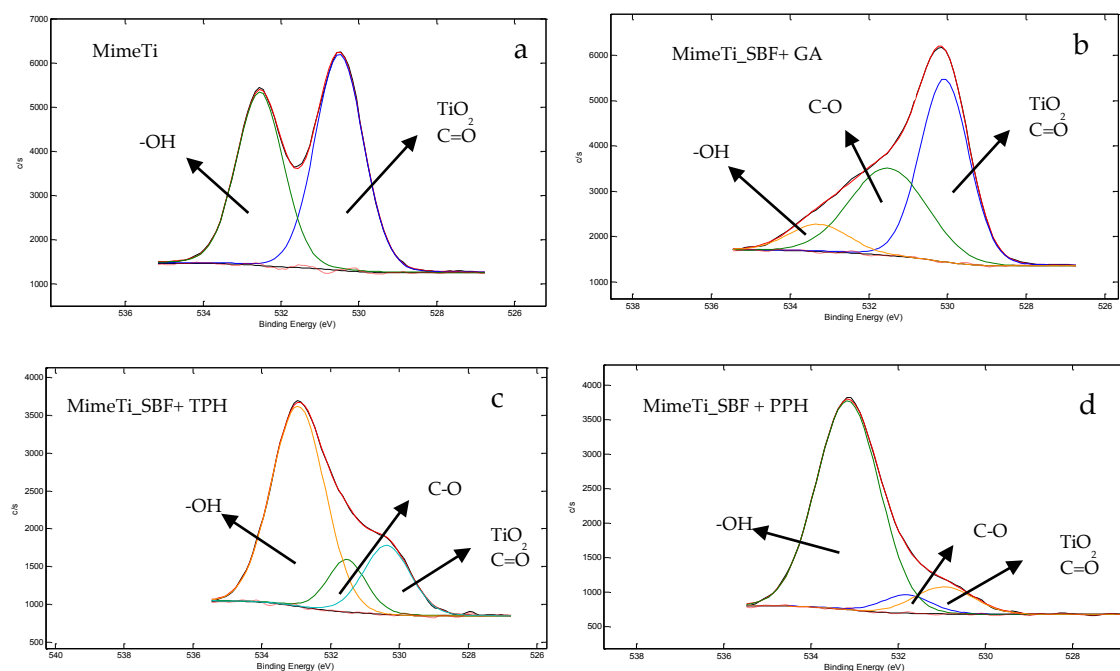 a
MimeTi
-OH
TiO2
C=O
7000
6000
5000
4000
3000
2000
1000
c/s
536
534
532
530
528
526
Binding Energy (eV)
b
MimeTi_SBF+ GA
C-O
-OH
TiO2
C=O
6000
5000
4000
3000
2000
1000
c/s
538
536
534
532
530
528
526
Binding Energy (eV)
c
MimeTi_SBF+ TPH
-OH
C-O
TiO2
C=O
4000
3500
3000
2500
2000
1500
1000
500
c/s
540
538
536
534
532
530
528
526
Binding Energy (eV)
d
MimeTi_SBF + PPH
-OH
C-O
TiO2
C=O
4000
3500
3000
2500
2000
1500
1000
500
c/s
538
536
534
532
530
528
Binding Energy (eV)